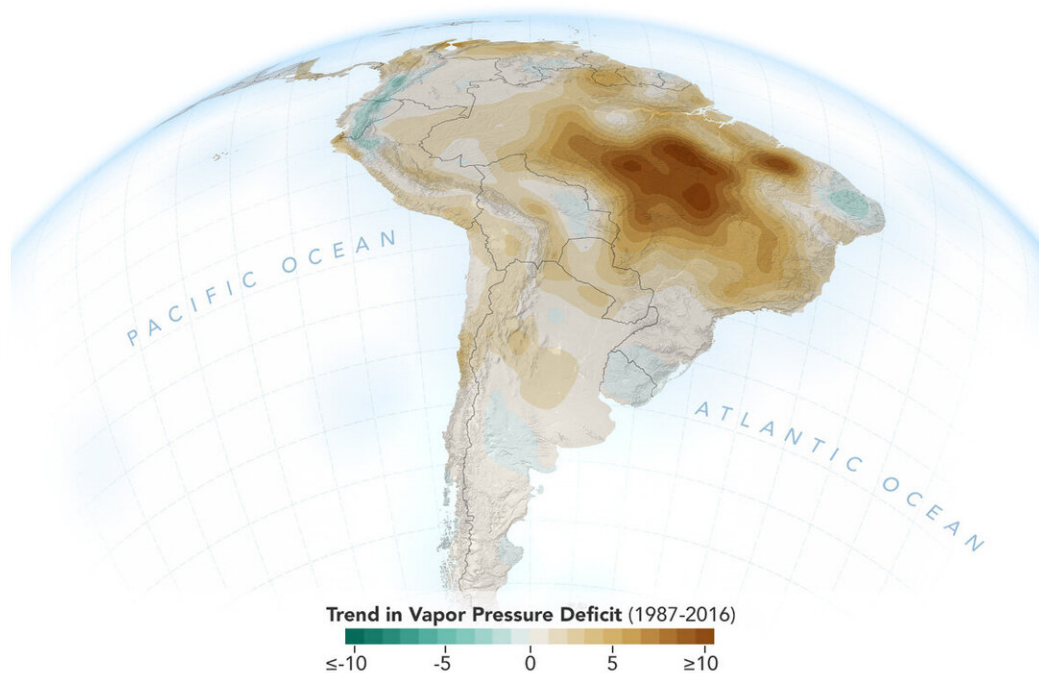 PACIFIC OCEAN
ATLANTIC OCEAN
Trend in Vapor Pressure Deficit (1987-2016)
≤-10 -5 0 5 ≥10